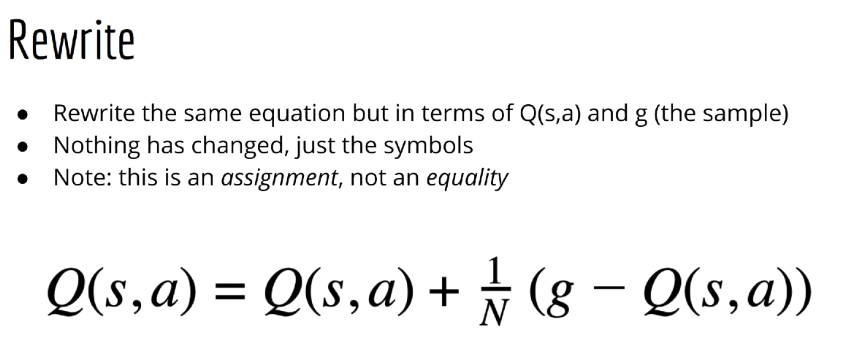 Rewrite
● Rewrite the same equation but in terms of Q(s,a) and g (the sample)
● Nothing has changed, just the symbols
● Note: this is an assignment, not an equality
Q(s,a) = Q(s,a) + 1/N (g − Q(s,a))